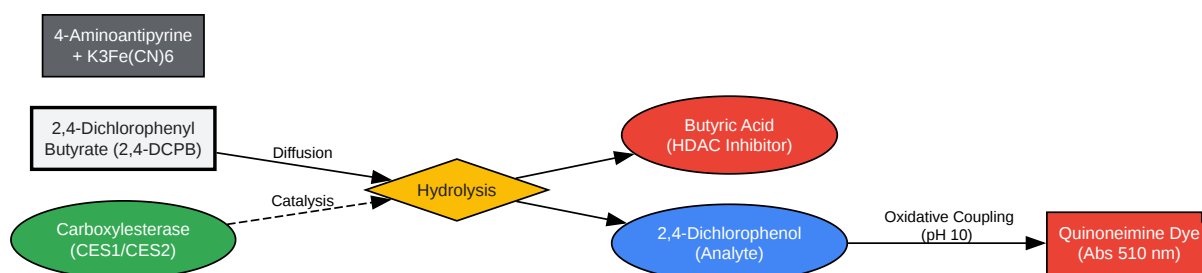 4-Aminoantipyrine
+ K3Fe(CN)6
2,4-Dichlorophenyl
Butyrate (2,4-DCPB)
Diffusion
Carboxylesterase
(CES1/CES2)
Catalysis
Hydrolysis
Butyric Acid
(HDAC Inhibitor)
2,4-Dichlorophenol
(Analyte)
Oxidative Coupling
(pH 10)
Quinoneimine Dye
(Abs 510 nm)